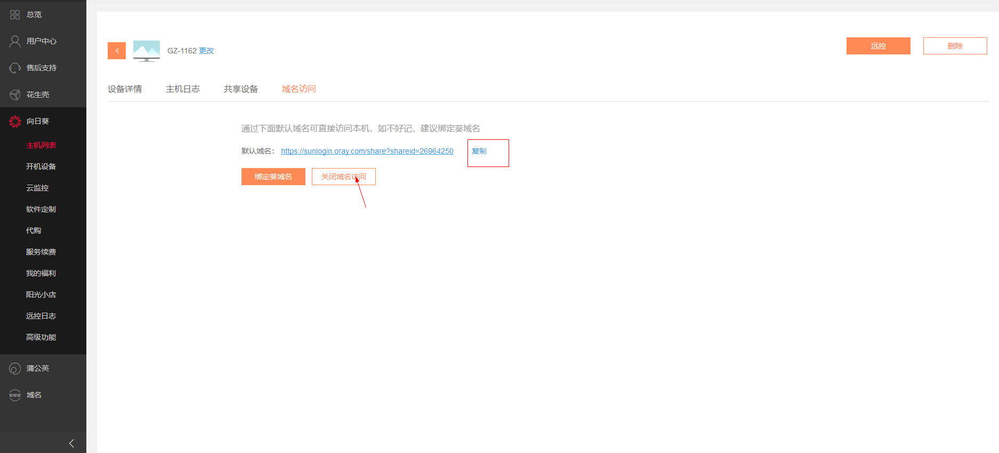 总览
用户中心
售后支持
花生壳
向日葵
主机列表
开机设备
云监控
软件定制
代购
服务续费
我的福利
阳光小店
远控日志
高级功能
蒲公英
www 域名
GZ-1162 更改
远控 删除
设备详情 主机日志 共享设备 域名访问
通过下面默认域名可直接访问本机，如不好记，建议绑定葵域名
默认域名： https://sunlogin.oray.com/share?shareid=26964250 复制
绑定葵域名 关闭域名访问